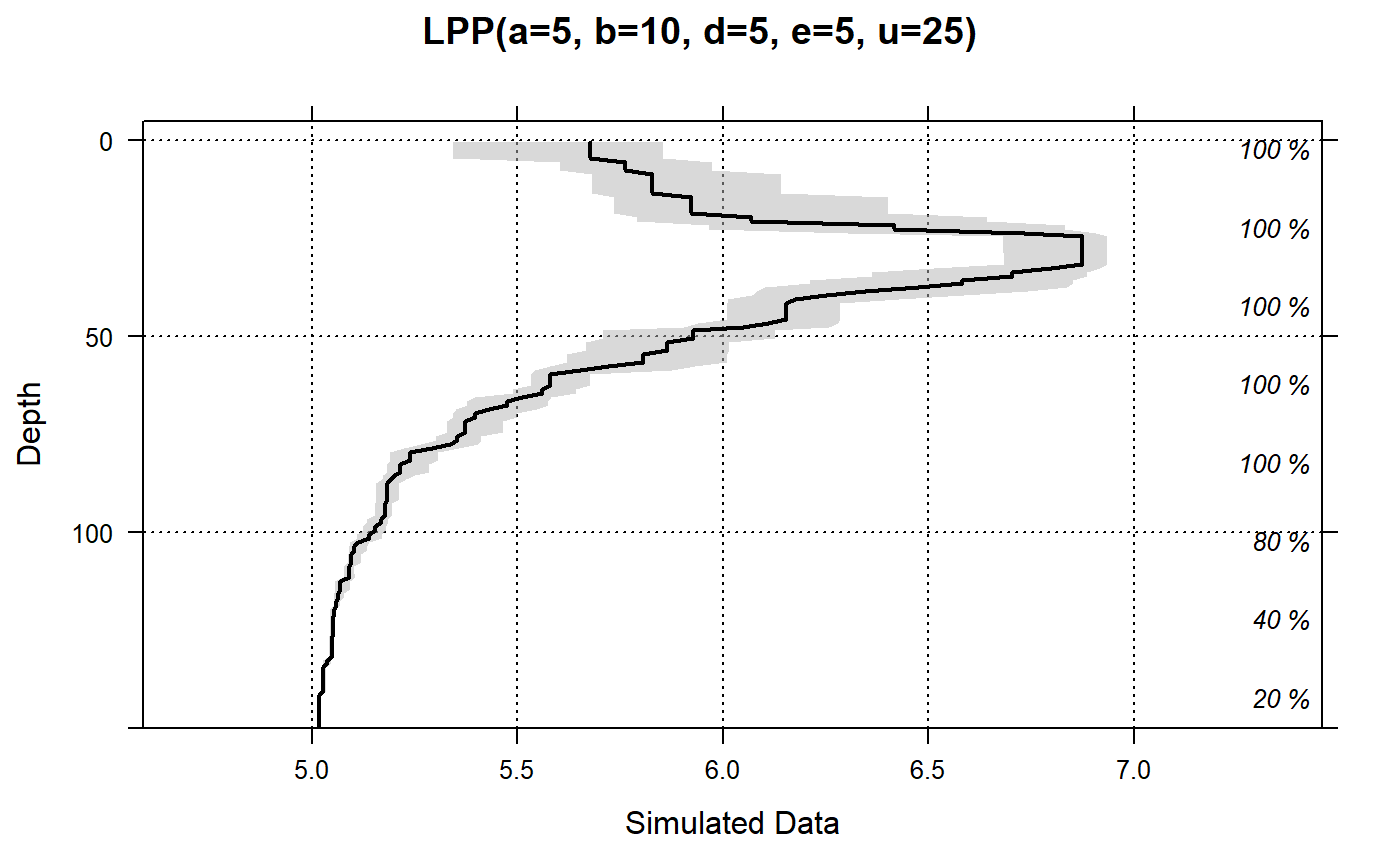 LPP(a=5, b=10, d=5, e=5, u=25)
0
50
100
Depth
100 %
100 %
100 %
100 %
100 %
80 %
40 %
20 %
5.0 5.5 6.0 6.5 7.0
Simulated Data